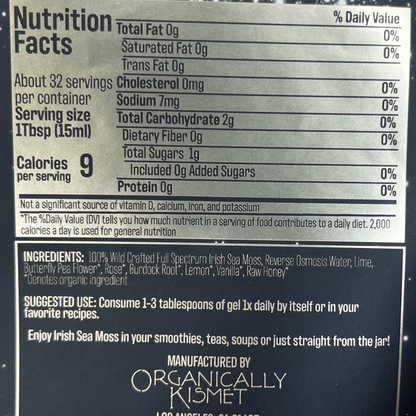 Nutrition Facts
About 32 servings
per container
Serving size
1Tbsp (15ml)
Calories 9
per serving
% Daily Value
Total Fat 0g 0%
Saturated Fat 0g 0%
Trans Fat 0g
Cholesterol 0mg 0%
Sodium 7mg 0%
Total Carbohydrate 2g 0%
Dietary Fiber 0g 0%
Total Sugars 1g
Included 0g Added Sugars 0%
Protein 0g 0%
Not a significant source of vitamin D, calcium, iron, and potassium
*The %Daily Value (DV) tells you how much nutrient in a serving of food contributes to a daily diet. 2,000
calories a day is used for general nutrition
INGREDIENTS: 100% Wild Crafted Full Spectrum Irish Sea Moss, Reverse Osmosis Water, Lime,
Butterfly Pea Flower*, Rose*, Burdock Root*, Lemon*, Vanilla*, Raw Honey*
*Denotes organic ingredient
SUGGESTED USE: Consume 1-3 tablespoons of gel 1x daily by itself or in your
favorite recipes.
Enjoy Irish Sea Moss in your smoothies, teas, soups or just straight from the jar!
MANUFACTURED BY
ORGANICALLY
KISMET